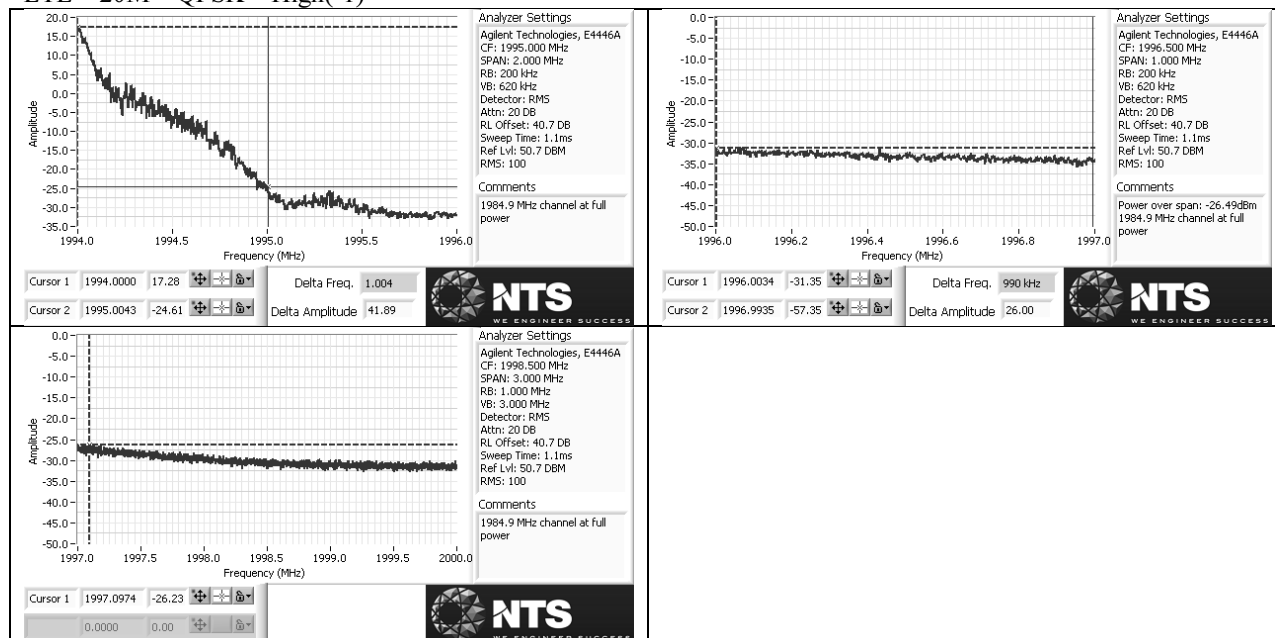 LTE 20M QPSK High(-1)
20.0
15.0
10.0
5.0
0.0
-5.0
-10.0
-15.0
-20.0
-25.0
-30.0
-35.0
Amplitude
1994.0 1994.5 1995.0 1995.5 1996.0
Frequency (MHz)
Analyzer Settings
Agilent Technologies, E4446A
CF: 1995.000 MHz
SPAN: 2.000 MHz
RB: 200 kHz
VB: 620 kHz
Detector: RMS
Attn: 20 DB
RL Offset: 40.7 DB
Sweep Time: 1.1ms
Ref Lvl: 50.7 DBM
RMS: 100
Comments
1984.9 MHz channel at full
power
Cursor 1 1994.0000 17.28
Cursor 2 1995.0043 -24.61
Delta Freq. 1.004
Delta Amplitude 41.89
NTS
WE ENGINEER SUCCESS
0.0
-5.0
-10.0
-15.0
-20.0
-25.0
-30.0
-35.0
-40.0
-45.0
-50.0
Amplitude
1996.0 1996.2 1996.4 1996.6 1996.8 1997.0
Frequency (MHz)
Analyzer Settings
Agilent Technologies, E4446A
CF: 1996.500 MHz
SPAN: 1.000 MHz
RB: 200 kHz
VB: 620 kHz
Detector: RMS
Attn: 20 DB
RL Offset: 40.7 DB
Sweep Time: 1.1ms
Ref Lvl: 50.7 DBM
RMS: 100
Comments
Power over span: -26.49dBm
1984.9 MHz channel at full
power
Cursor 1 1996.0034 -31.35
Cursor 2 1996.9935 -57.35
Delta Freq. 990 kHz
Delta Amplitude 26.00
NTS
WE ENGINEER SUCCESS
0.0
-5.0
-10.0
-15.0
-20.0
-25.0
-30.0
-35.0
-40.0
-45.0
-50.0
Amplitude
1997.0 1997.5 1998.0 1998.5 1999.0 1999.5 2000.0
Frequency (MHz)
Analyzer Settings
Agilent Technologies, E4446A
CF: 1998.500 MHz
SPAN: 3.000 MHz
RB: 1.000 MHz
VB: 3.000 MHz
Detector: RMS
Attn: 20 DB
RL Offset: 40.7 DB
Sweep Time: 1.1ms
Ref Lvl: 50.7 DBM
RMS: 100
Comments
1984.9 MHz channel at full
power
Cursor 1 1997.0974 -26.23
0.0000 0.00
NTS
WE ENGINEER SUCCESS